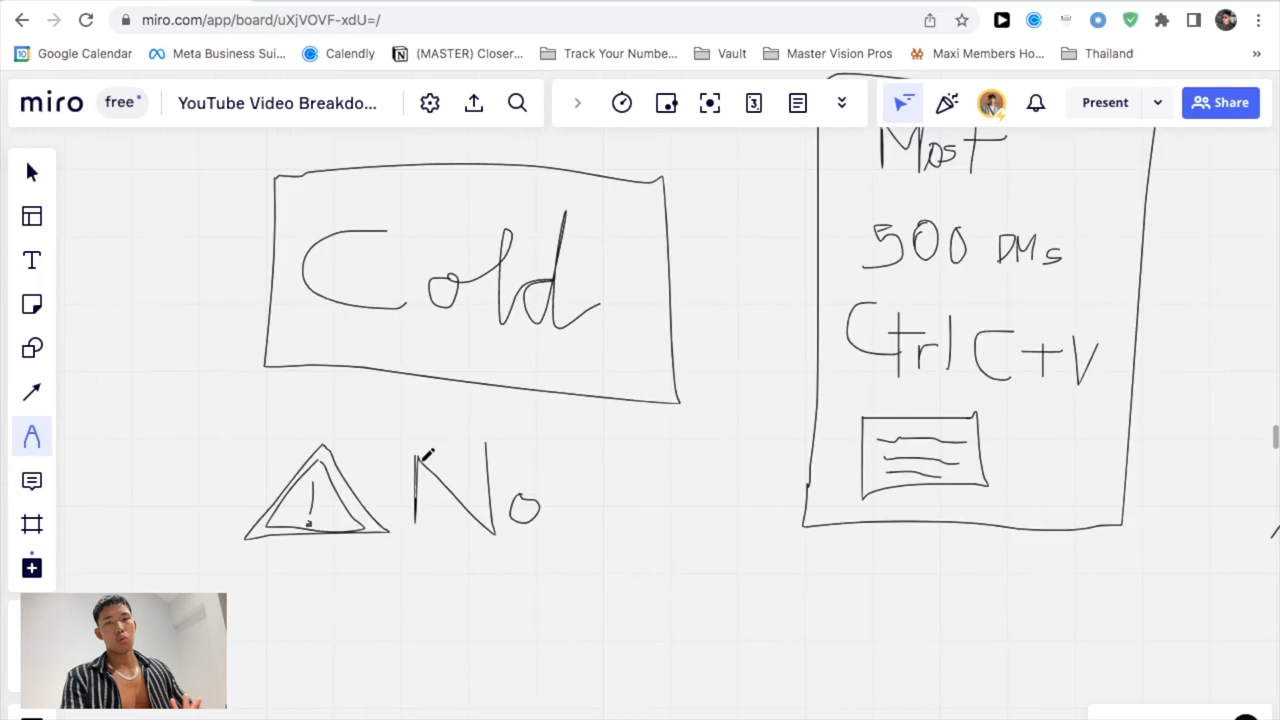 miro.com/app/board/uXjVOVF-xdU=/
10 Google Calendar
Meta Business Sui...
Calendly
(MASTER) Closer...
Track Your Numbe...
Vault
Master Vision Pros
Maxi Members Ho...
Thailand
»
miro
free
YouTube Video Breakdo...
3
Present
Share
T
Cold
! No
Most
500 DMs
Ctrl C + V